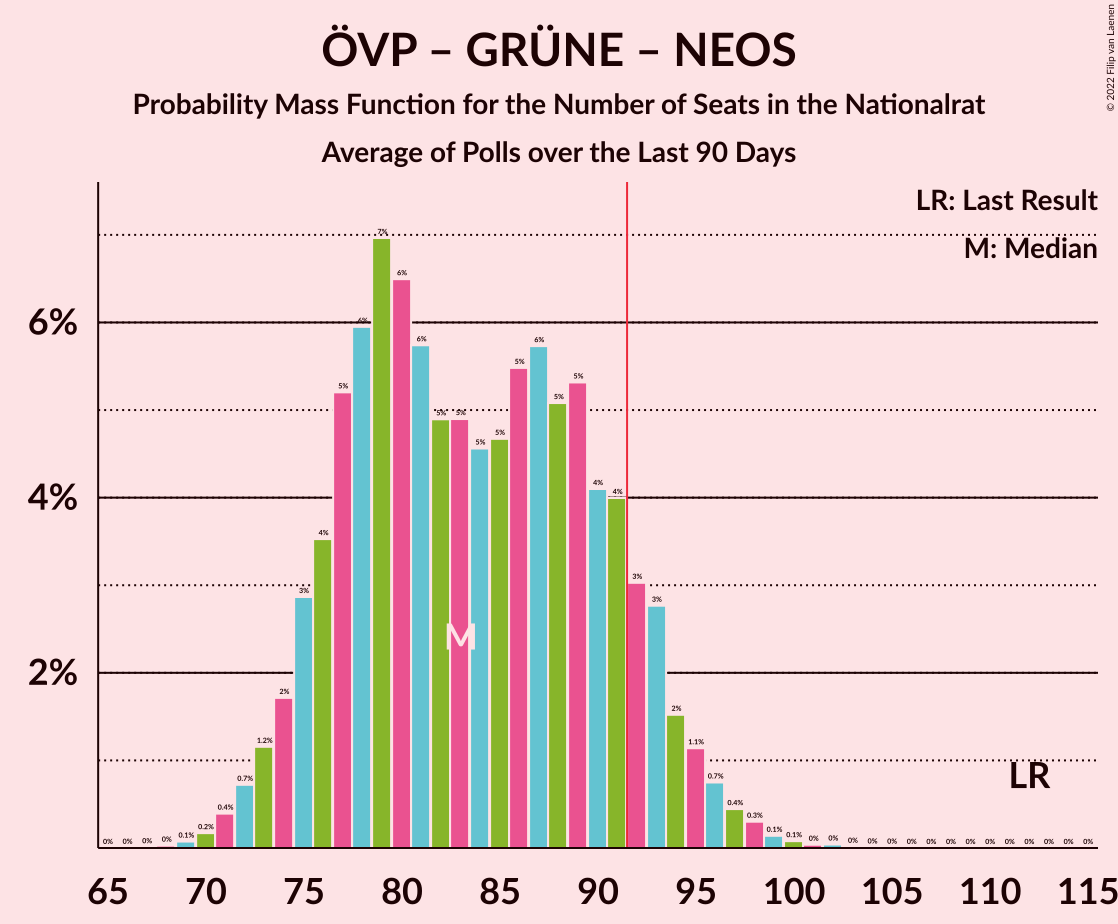 ÖVP – GRÜNE – NEOS
Probability Mass Function for the Number of Seats in the Nationalrat
Average of Polls over the Last 90 Days
© 2022 Filip van Laenen
LR: Last Result
M: Median
6%
4%
2%
0% 0% 0% 0% 0.1% 0.2% 0.4% 0.7% 1.2% 2% 3% 4% 5% 6% 7% 6% 6% 5% 5% 5% 5% 5% 6% 5% 5% 4% 4% 3% 3% 2% 1.1% 0.7% 0.4% 0.3% 0.1% 0.1% 0% 0% 0% 0% 0% 0% 0% 0% 0% 0% 0% 0% 0% 0% 0%
M
LR
65 70 75 80 85 90 95 100 105 110 115